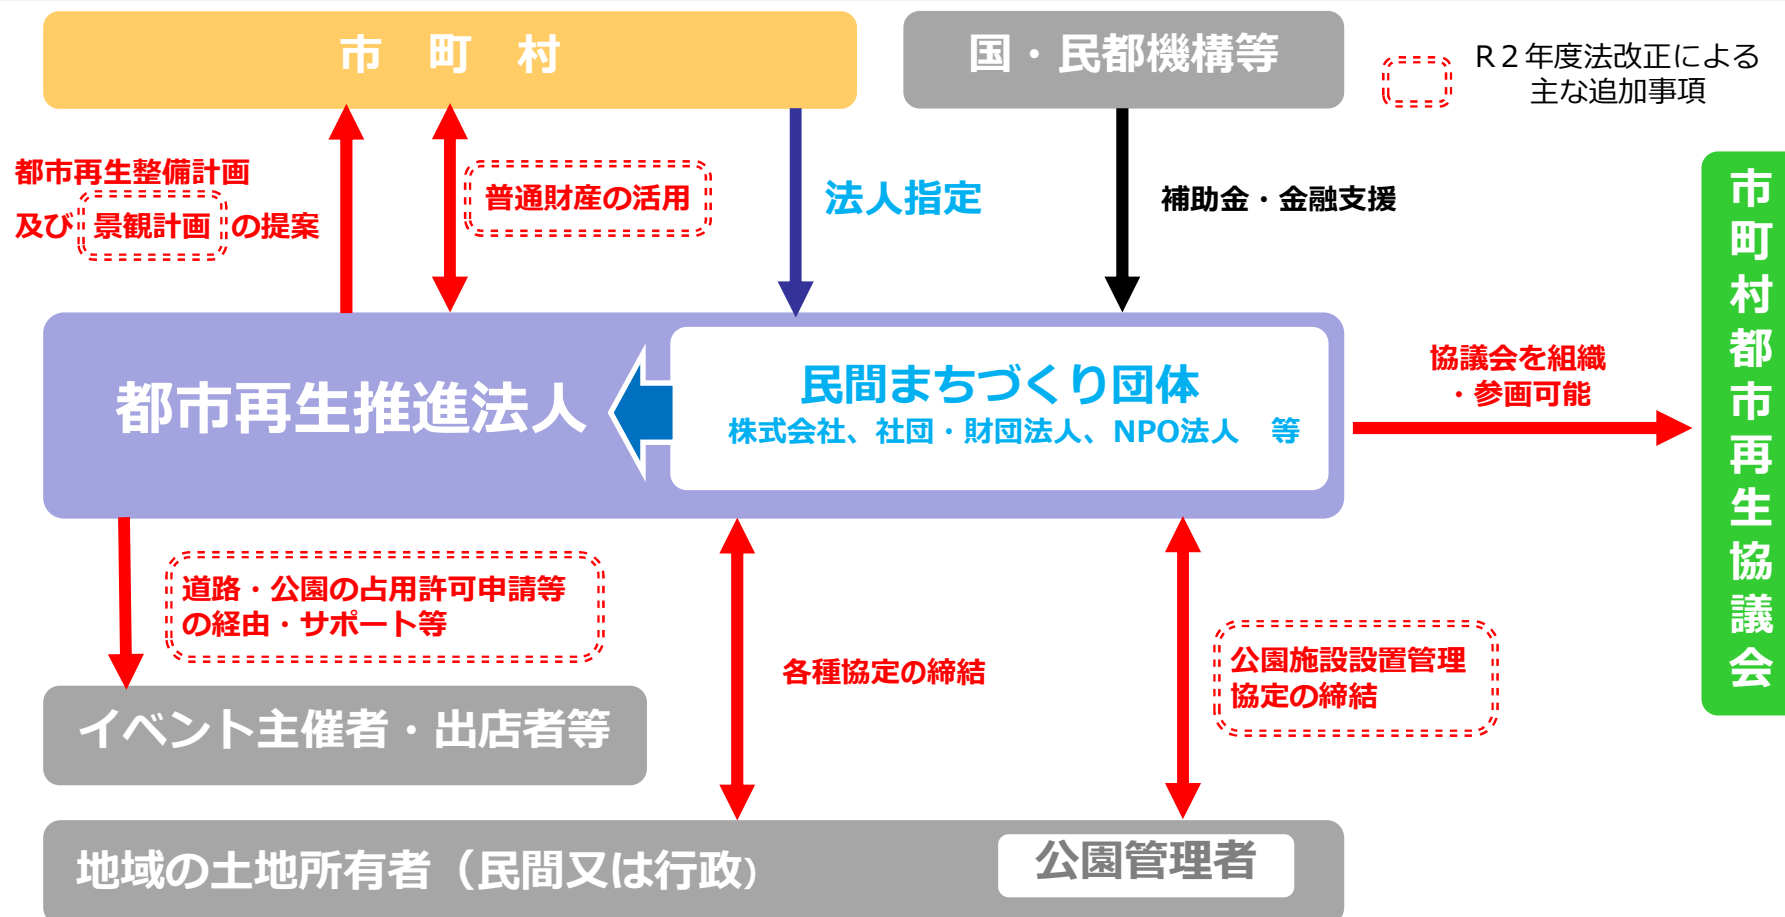 市　町　村
国・民都機構等
R２年度法改正による
主な追加事項
都市再生整備計画
及び 景観計画 の提案
普通財産の活用
法人指定
補助金・金融支援
都市再生推進法人
民間まちづくり団体
株式会社、社団・財団法人、NPO法人　等
協議会を組織
・参画可能
市町村都市再生協議会
道路・公園の占用許可申請等
の経由・サポート等
各種協定の締結
公園施設設置管理
協定の締結
イベント主催者・出店者等
地域の土地所有者（民間又は行政）
公園管理者